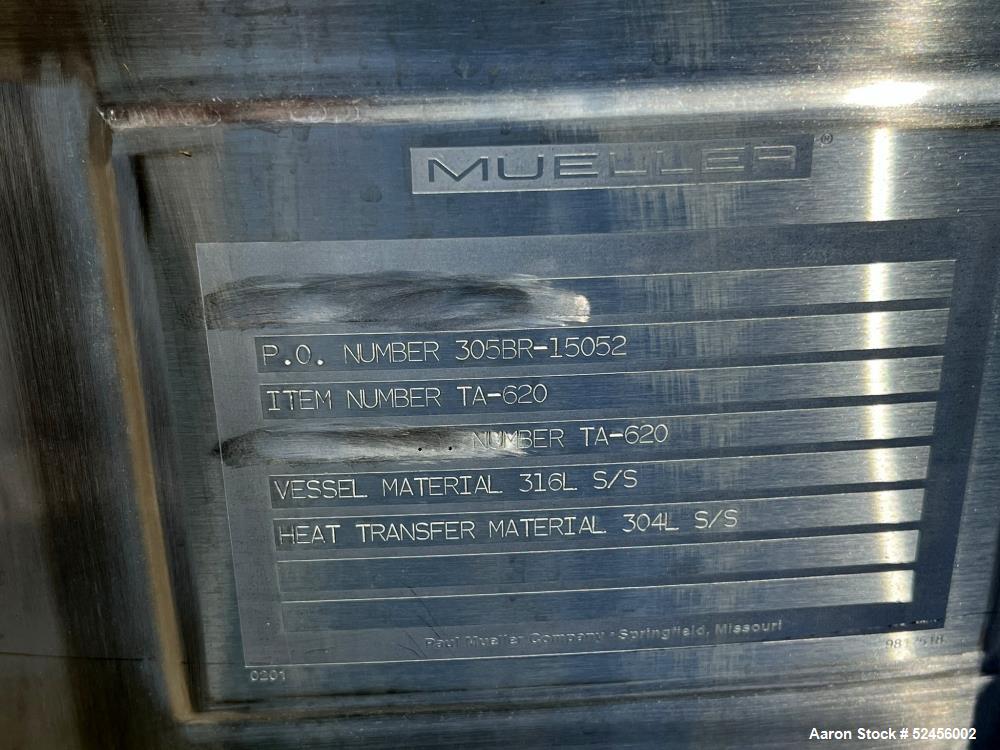 MUELLER®
P.O. NUMBER 305BR-15052
ITEM NUMBER TA-620
NUMBER TA-620
VESSEL MATERIAL 316L S/S
HEAT TRANSFER MATERIAL 304L S/S
Paul Mueller Company • Springfield, Missouri
0201
Aaron Stock # 52456002